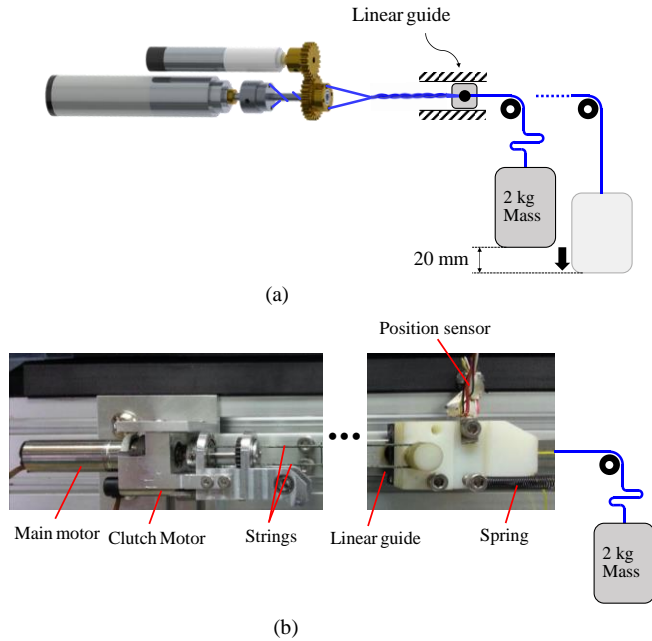 Linear guide
2 kg
Mass
20 mm
(a)
Position sensor
Main motor
Clutch Motor
Strings
Linear guide
Spring
2 kg
Mass
(b)